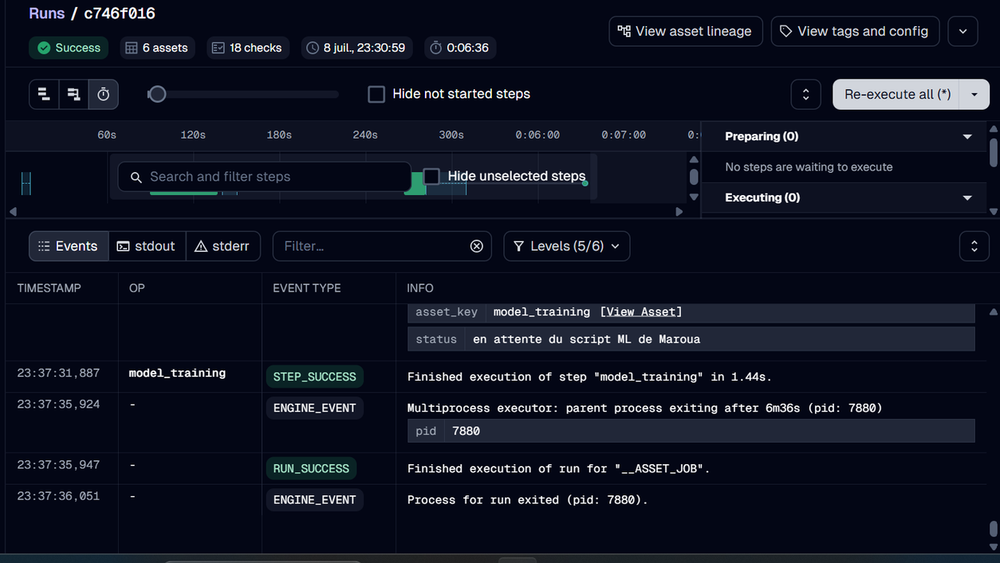 Runs / c746f016
Success 6 assets 18 checks 8 juil., 23:30:59 0:06:36
View asset lineage View tags and config
Hide not started steps
Re-execute all (*)
60s 120s 180s 240s 300s 0:06:00 0:07:00
Search and filter steps Hide unselected steps
Preparing (0)
No steps are waiting to execute
Executing (0)
Events stdout stderr Filter... Levels (5/6)
TIMESTAMP OP EVENT TYPE INFO
asset_key model_training [View Asset]
status en attente du script ML de Maroua
23:37:31,887 model_training STEP_SUCCESS Finished execution of step "model_training" in 1.44s.
23:37:35,924 - ENGINE_EVENT Multiprocess executor: parent process exiting after 6m36s (pid: 7880)
pid 7880
23:37:35,947 - RUN_SUCCESS Finished execution of run for "__ASSET_JOB".
23:37:36,051 - ENGINE_EVENT Process for run exited (pid: 7880).